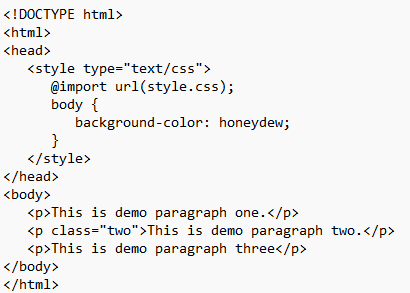 <!DOCTYPE html>
<html>
<head>
   <style type="text/css">
      @import url(style.css);
      body {
         background-color: honeydew;
      }
   </style>
</head>
<body>
   <p>This is demo paragraph one.</p>
   <p class="two">This is demo paragraph two.</p>
   <p>This is demo paragraph three</p>
</body>
</html>